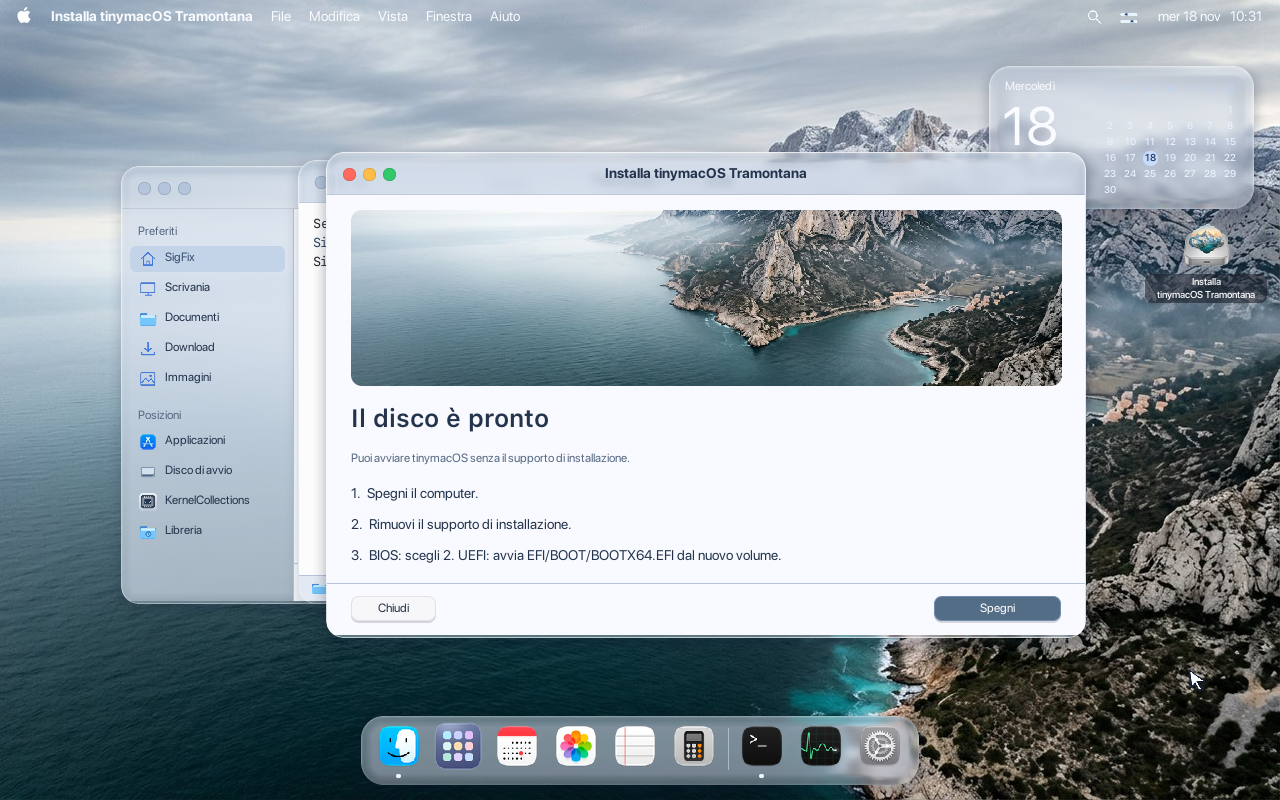 Installa tinymacOS Tramontana File Modifica Vista Finestra Aiuto
mer 18 nov 10:31
Mercoledì
18
1
2 3 4 5 6 7 8
9 10 11 12 13 14 15
16 17 18 19 20 21 22
23 24 25 26 27 28 29
30
Installa
tinymacOS Tramontana
Preferiti
SigFix
Scrivania
Documenti
Download
Immagini
Posizioni
Applicazioni
Disco di avvio
KernelCollections
Libreria
Se
Si
Si
Installa tinymacOS Tramontana
Il disco è pronto
Puoi avviare tinymacOS senza il supporto di installazione.
1. Spegni il computer.
2. Rimuovi il supporto di installazione.
3. BIOS: scegli 2. UEFI: avvia EFI/BOOT/BOOTX64.EFI dal nuovo volume.
Chiudi
Spegni
>_